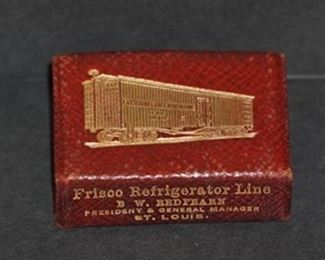 Frisco Refrigerator Line
B. W. REDFEARN
PRESIDENT & GENERAL MANAGER
ST. LOUIS.